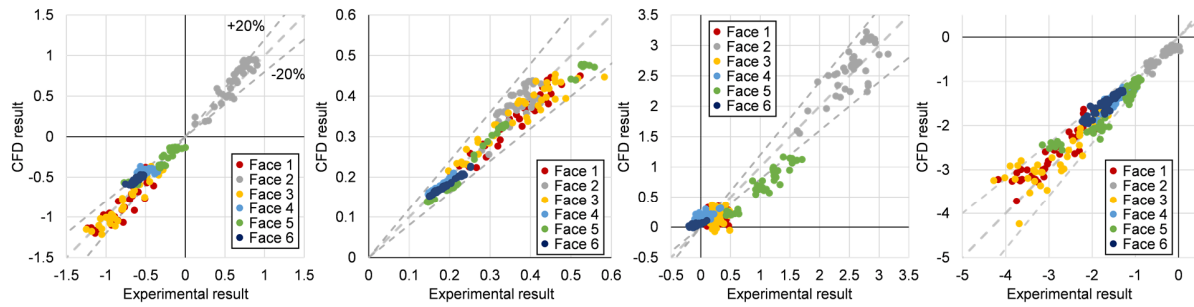 1.5
1
0.5
0
-0.5
-1
-1.5
-1.5
-1
-0.5
0
0.5
1
1.5
CFD result
Experimental result
+20%
-20%
Face 1
Face 2
Face 3
Face 4
Face 5
Face 6
0.6
0.5
0.4
0.3
0.2
0.1
0
0
0.1
0.2
0.3
0.4
0.5
0.6
CFD result
Experimental result
Face 1
Face 2
Face 3
Face 4
Face 5
Face 6
3.5
3
2.5
2
1.5
1
0.5
0
-0.5
-0.5
0
0.5
1
1.5
2
2.5
3
3.5
CFD result
Experimental result
Face 1
Face 2
Face 3
Face 4
Face 5
Face 6
0
-1
-2
-3
-4
-5
-5
-4
-3
-2
-1
0
CFD result
Experimental result
Face 1
Face 2
Face 3
Face 4
Face 5
Face 6